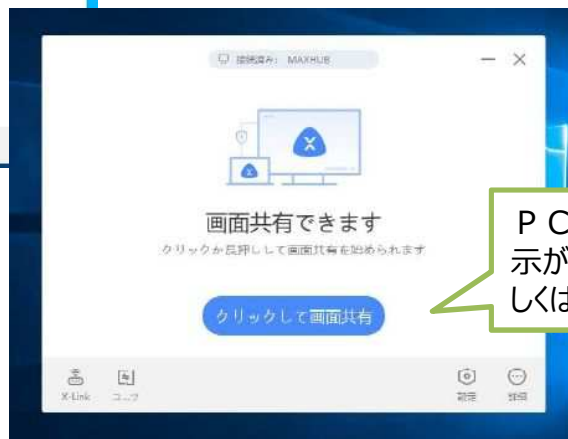 接続済み: MAXHUB
画面共有できます
クリックか長押しして画面共有を始められます
クリックして画面共有
ＰＣ
示が
しくは
X-Link
設定
詳細